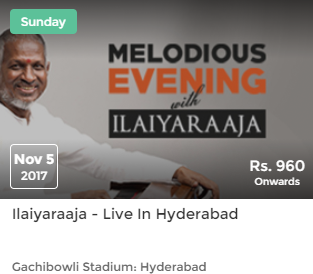 Sunday
MELODIOUS
EVENING
with
ILAIYARAAJA
Nov 5
2017
Rs. 960
Onwards
Ilaiyaraaja - Live In Hyderabad
Gachibowli Stadium: Hyderabad